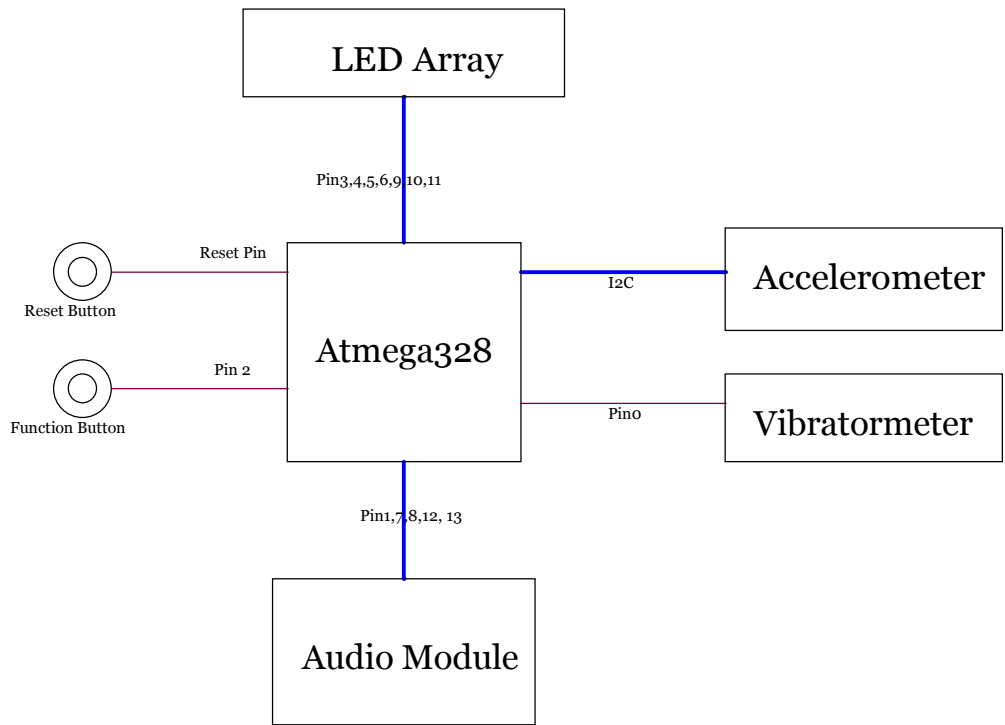 LED Array
Pin3,4,5,6,9,10,11
Reset Pin
Reset Button
I2C
Accelerometer
Atmega328
Pin 2
Function Button
Pin0
Vibratormeter
Pin1,7,8,12, 13
Audio Module